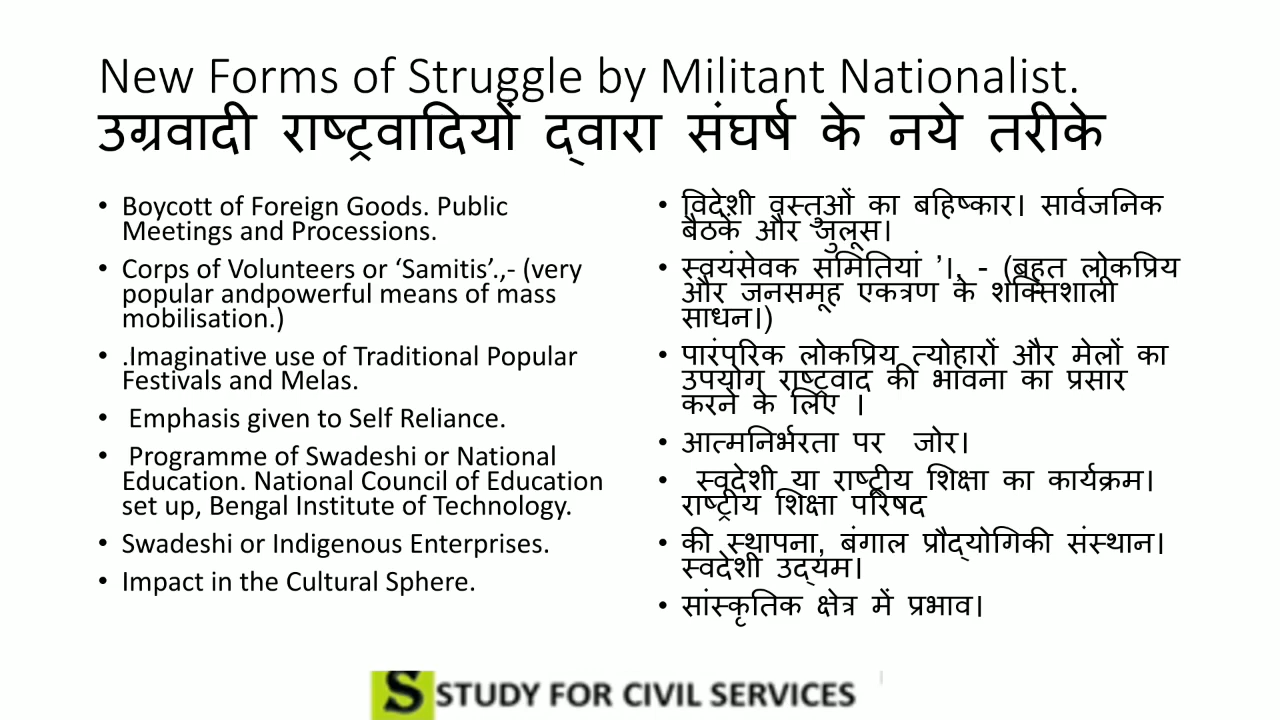 New Forms of Struggle by Militant Nationalist.
उग्रवादी राष्ट्रवादियों द्वारा संघर्ष के नये तरीके
• Boycott of Foreign Goods. Public
Meetings and Processions.
• Corps of Volunteers or ‘Samitis’.,- (very
popular andpowerful means of mass
mobilisation.)
• .Imaginative use of Traditional Popular
Festivals and Melas.
• Emphasis given to Self Reliance.
• Programme of Swadeshi or National
Education. National Council of Education
set up, Bengal Institute of Technology.
• Swadeshi or Indigenous Enterprises.
• Impact in the Cultural Sphere.
• विदेशी वस्तुओं का बहिष्कार। सार्वजनिक
बैठकें और जुलूस।
• स्वयंसेवक समितियां ’।, - (बहुत लोकप्रिय
और जनसमूह एकत्रण के शक्तिशाली
साधन।)
• पारंपरिक लोकप्रिय त्योहारों और मेलों का
उपयोग राष्ट्रवाद की भावना का प्रसार
करने के लिए ।
• आत्मनिर्भरता पर जोर।
• स्वदेशी या राष्ट्रीय शिक्षा का कार्यक्रम।
राष्ट्रीय शिक्षा परिषद
• की स्थापना, बंगाल प्रौद्योगिकी संस्थान।
स्वदेशी उद्यम।
• सांस्कृतिक क्षेत्र में प्रभाव।
S STUDY FOR CIVIL SERVICES